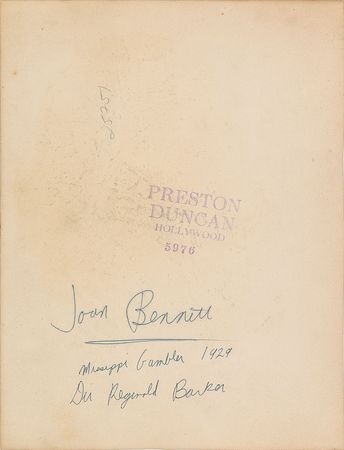 PRESTON
DUNCAN
HOLLYWOOD
5976
Joan Bennett
Missippi Gambler 1929
Dir Reginald Barker